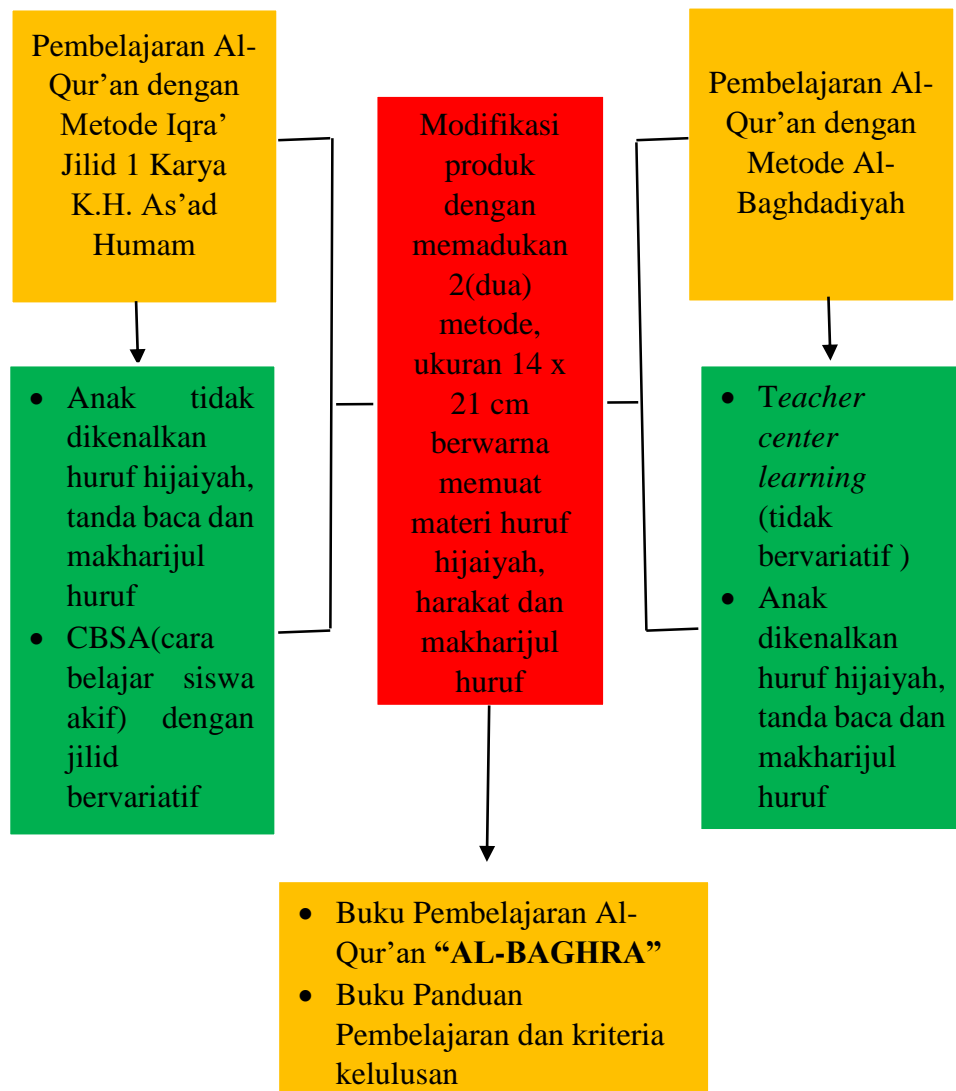 Pembelajaran Al-
Qur’an dengan
Metode Iqra’
Jilid 1 Karya
K.H. As’ad
Humam
Modifikasi
produk
dengan
memadukan
2(dua)
metode,
ukuran 14 x
21 cm
berwarna
memuat
materi huruf
hijaiyah,
harakat dan
makharijul
huruf
Pembelajaran Al-
Qur’an dengan
Metode Al-
Baghdadiyah
• Anak tidak
dikenalkan
huruf hijaiyah,
tanda baca dan
makharijul
huruf
• CBSA(cara
belajar siswa
akif) dengan
jilid
bervariatif
• Teacher
center
learning
(tidak
bervariatif )
• Anak
dikenalkan
huruf hijaiyah,
tanda baca dan
makharijul
huruf
• Buku Pembelajaran Al-
Qur’an “AL-BAGHRA”
• Buku Panduan
Pembelajaran dan kriteria
kelulusan